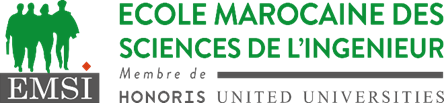 ECOLE MAROCAINE DES
SCIENCES DE L'INGENIEUR
Membre de
HONORIS UNITED UNIVERSITIES
EMSI